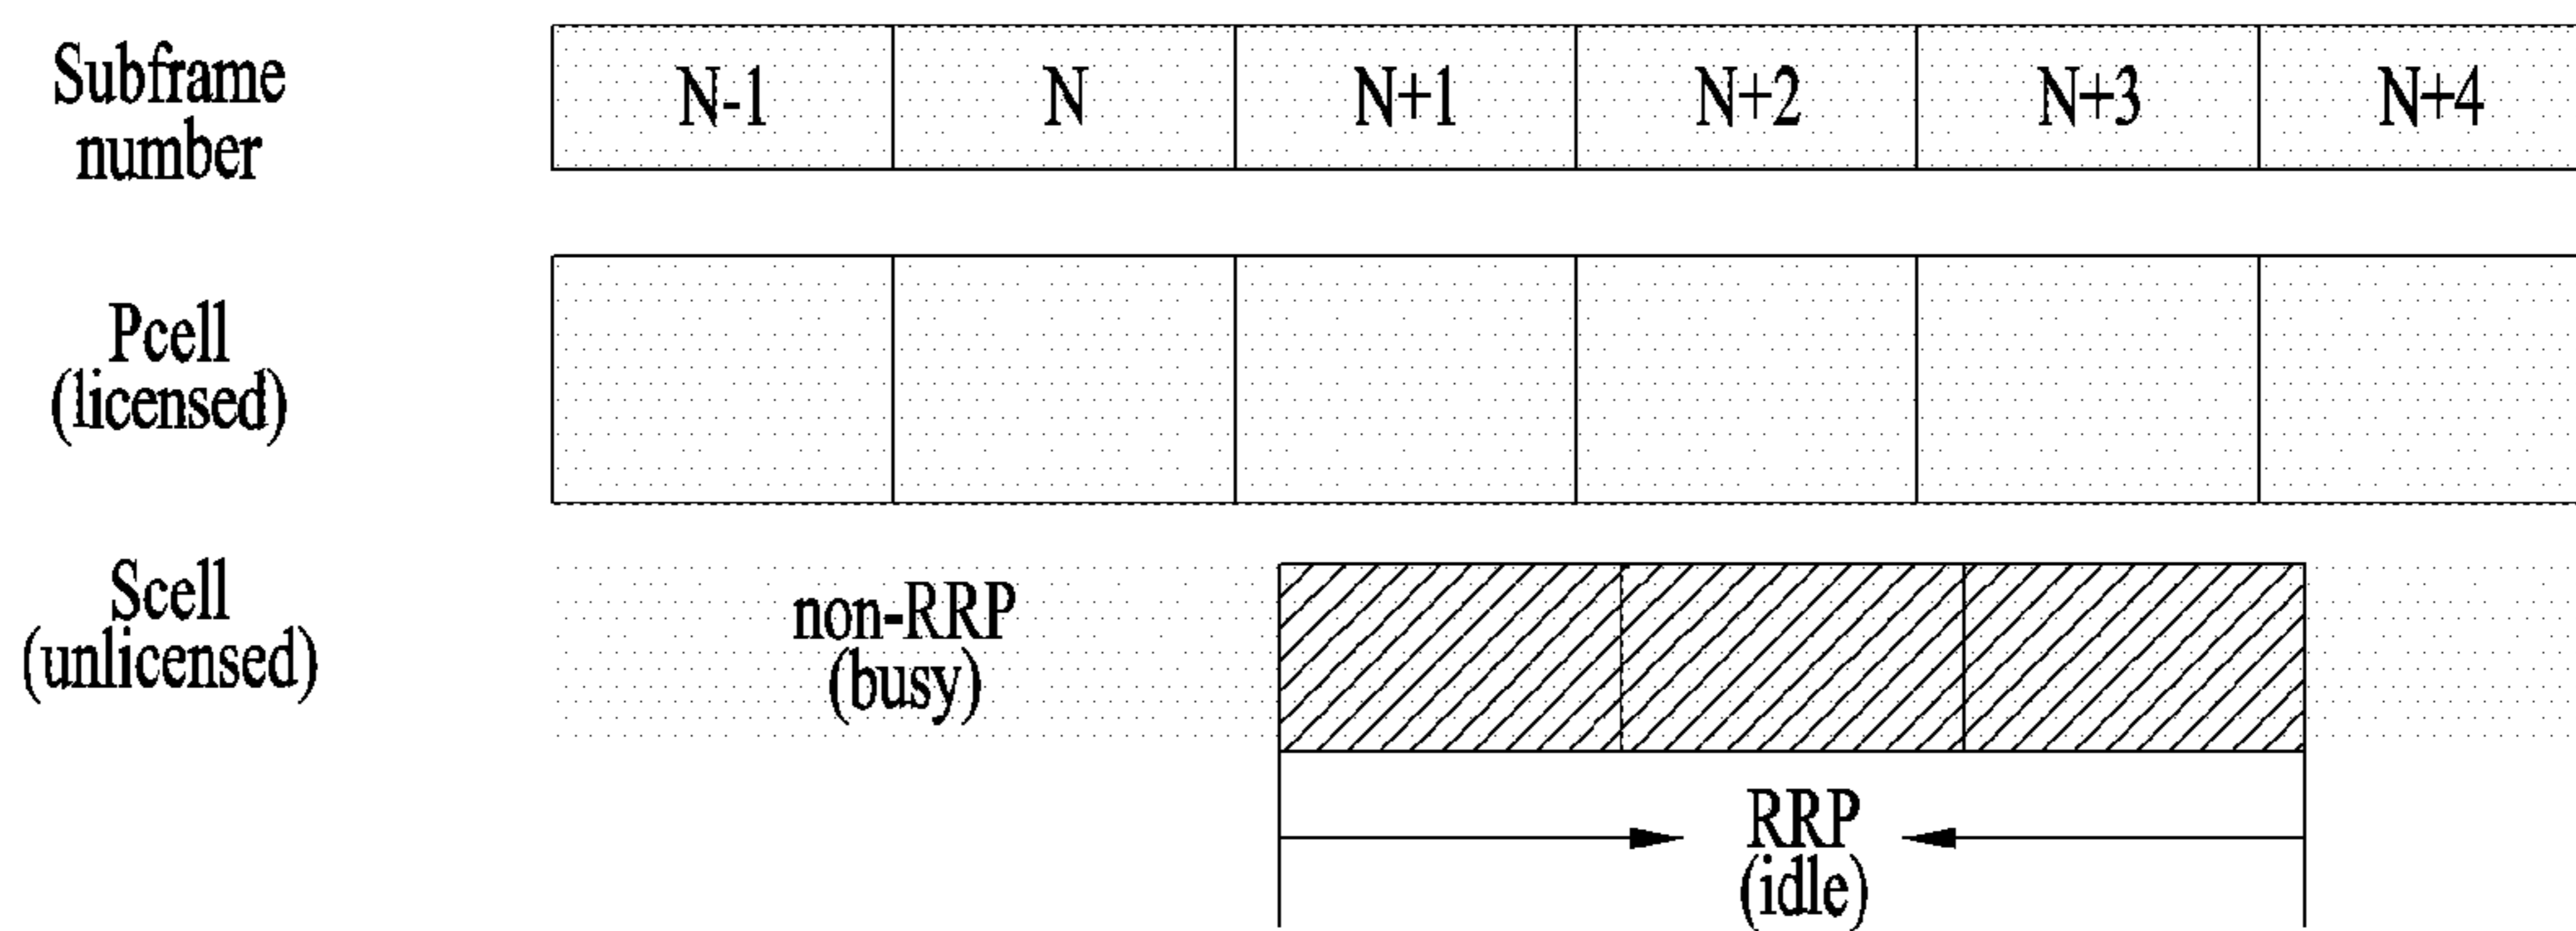 Subframe
number
N-1
N
N+1
N+2
N+3
N+4
Pcell
(licensed)
Scell
(unlicensed)
non-RRP
(busy)
RRP
(idle)